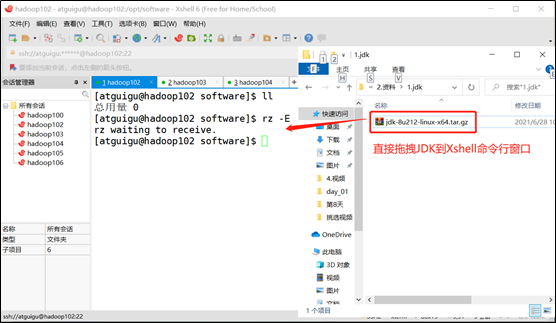 hadoop102 - atguigu@hadoop102:/opt/software - Xshell 6 (Free for Home/School)
文件(F) 编辑(E) 查看(V) 工具(T) 选项卡(B) 窗口(W) 帮助(H)
ssh://atguigu:******@hadoop102:22
要添加当前会话，点击左侧的箭头按钮。
会话管理器
所有会话
hadoop100
hadoop102
hadoop103
hadoop104
hadoop105
hadoop106
名称 所有会话
类型 文件夹
子项目 6
ssh://atguigu@hadoop102:22
1 hadoop102
2 hadoop103
3 hadoop104
[atguigu@hadoop102 software]$ ll
总用量 0
[atguigu@hadoop102 software]$ rz -E
rz waiting to receive.
[atguigu@hadoop102 software]$
1.jdk
1 2
主页 共享 查看
H S V
2.资料 1.jdk
搜索"1.jdk"
名称 修改日期
jdk-8u212-linux-x64.tar.gz 2021/6/28 10
直接拖拽JDK到Xshell命令行窗口
快速访问
桌面
下载
文档
图片
4.视频
day_01
第8天
挑选视频
OneDrive
此电脑
3D 对象
视频
图片
文档
1 个项目